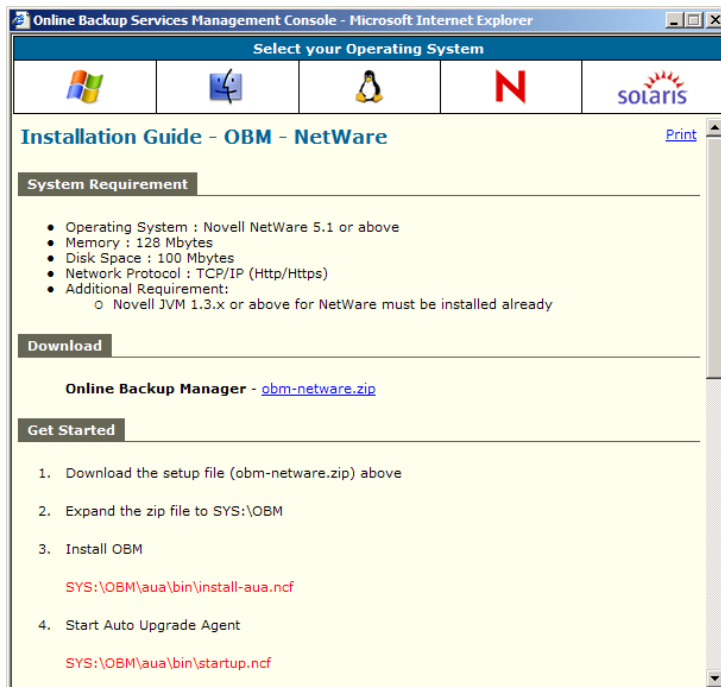 Online Backup Services Management Console - Microsoft Internet Explorer
Select your Operating System
N
solaris
Installation Guide - OBM - NetWare
Print
System Requirement
Operating System : Novell NetWare 5.1 or above
Memory : 128 Mbytes
Disk Space : 100 Mbytes
Network Protocol : TCP/IP (Http/Https)
Additional Requirement:
Novell JVM 1.3.x or above for NetWare must be installed already
Download
Online Backup Manager - obm-netware.zip
Get Started
1. Download the setup file (obm-netware.zip) above
2. Expand the zip file to SYS:\OBM
3. Install OBM
SYS:\OBM\aua\bin\install-aua.ncf
4. Start Auto Upgrade Agent
SYS:\OBM\aua\bin\startup.ncf